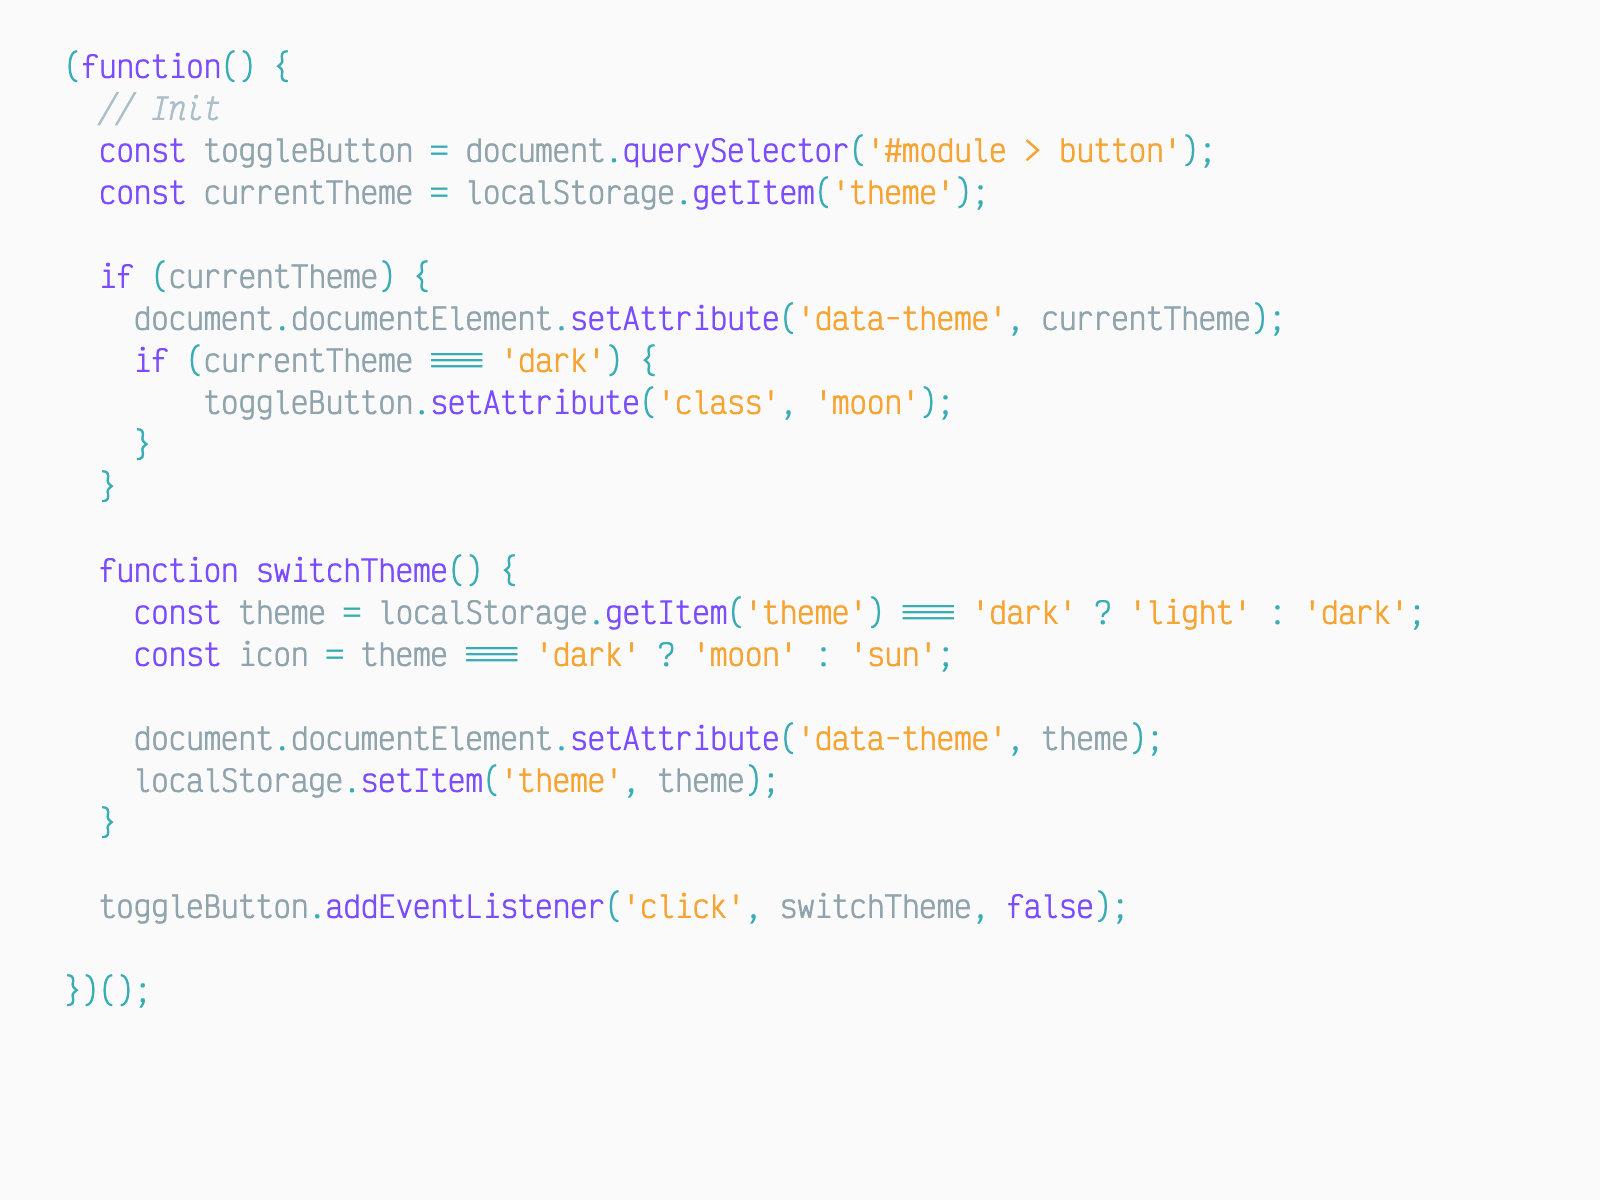 (function() {
  // Init
  const toggleButton = document.querySelector('#module > button');
  const currentTheme = localStorage.getItem('theme');

  if (currentTheme) {
    document.documentElement.setAttribute('data-theme', currentTheme);
    if (currentTheme === 'dark') {
        toggleButton.setAttribute('class', 'moon');
    }
  }

  function switchTheme() {
    const theme = localStorage.getItem('theme') === 'dark' ? 'light' : 'dark';
    const icon = theme === 'dark' ? 'moon' : 'sun';

    document.documentElement.setAttribute('data-theme', theme);
    localStorage.setItem('theme', theme);
  }

  toggleButton.addEventListener('click', switchTheme, false);

})();